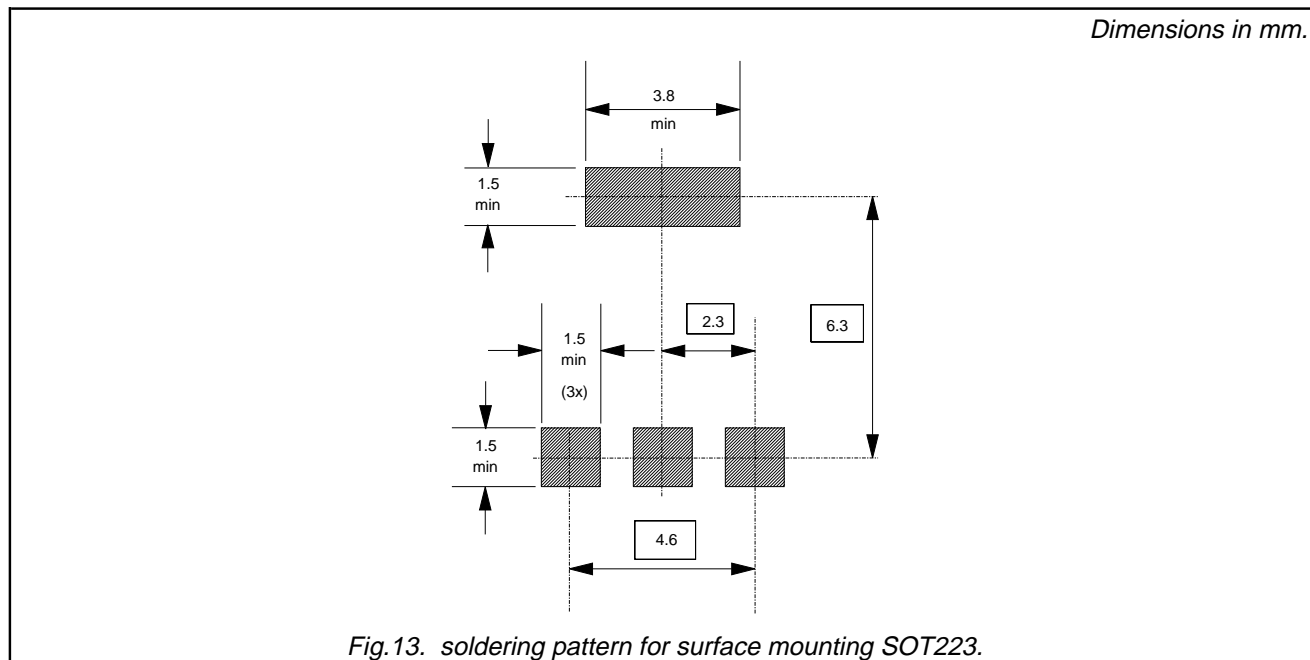 Dimensions in mm.
3.8
min
1.5
min
2.3
6.3
1.5
min
(3x)
1.5
min
4.6
Fig.13. soldering pattern for surface mounting SOT223.